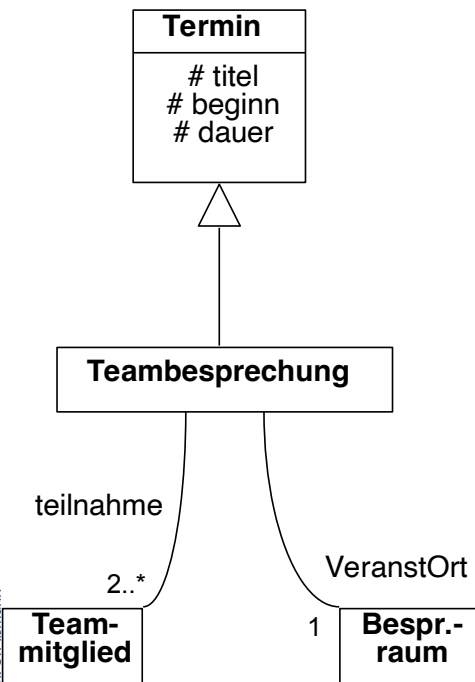 Termin
# titel
# beginn
# dauer
Teambesprechung
teilnahme
VeranstOrt
2..*
1
Team-
mitglied
Bespr.-
raum